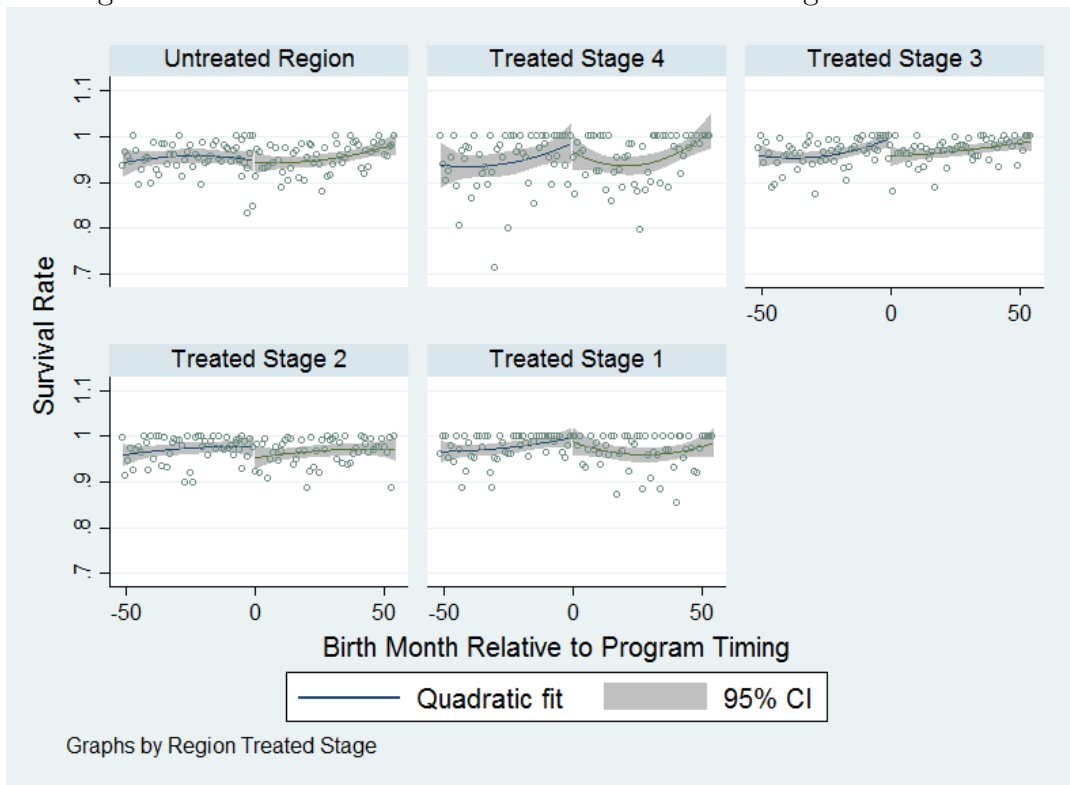 Untreated Region
Treated Stage 4
Treated Stage 3
1.1
1
.9
.8
.7
-50 0 50
Survival Rate
Treated Stage 2
Treated Stage 1
1.1
1
.9
.8
.7
-50 0 50
-50 0 50
Birth Month Relative to Program Timing
Quadratic fit
95% CI
Graphs by Region Treated Stage